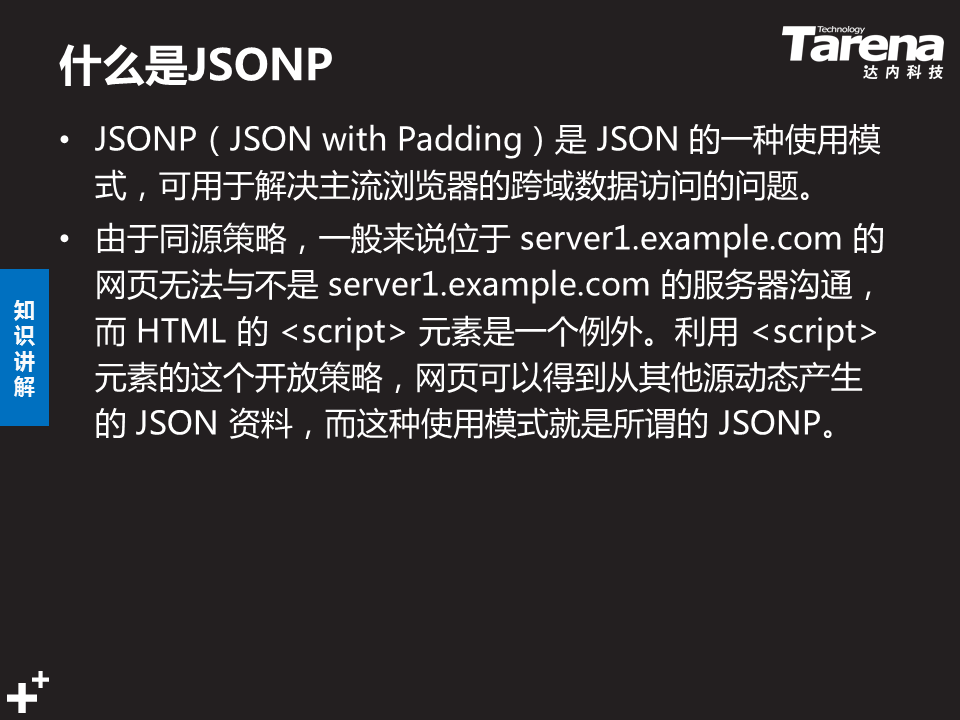 什么是JSONP
Technology
Tarena
达内科技
• JSONP（JSON with Padding）是 JSON 的一种使用模
式，可用于解决主流浏览器的跨域数据访问的问题。
• 由于同源策略，一般来说位于 server1.example.com 的
网页无法与不是 server1.example.com 的服务器沟通，
而 HTML 的 <script> 元素是一个例外。利用 <script>
元素的这个开放策略，网页可以得到从其他源动态产生
的 JSON 资料，而这种使用模式就是所谓的 JSONP。
知
识
讲
解